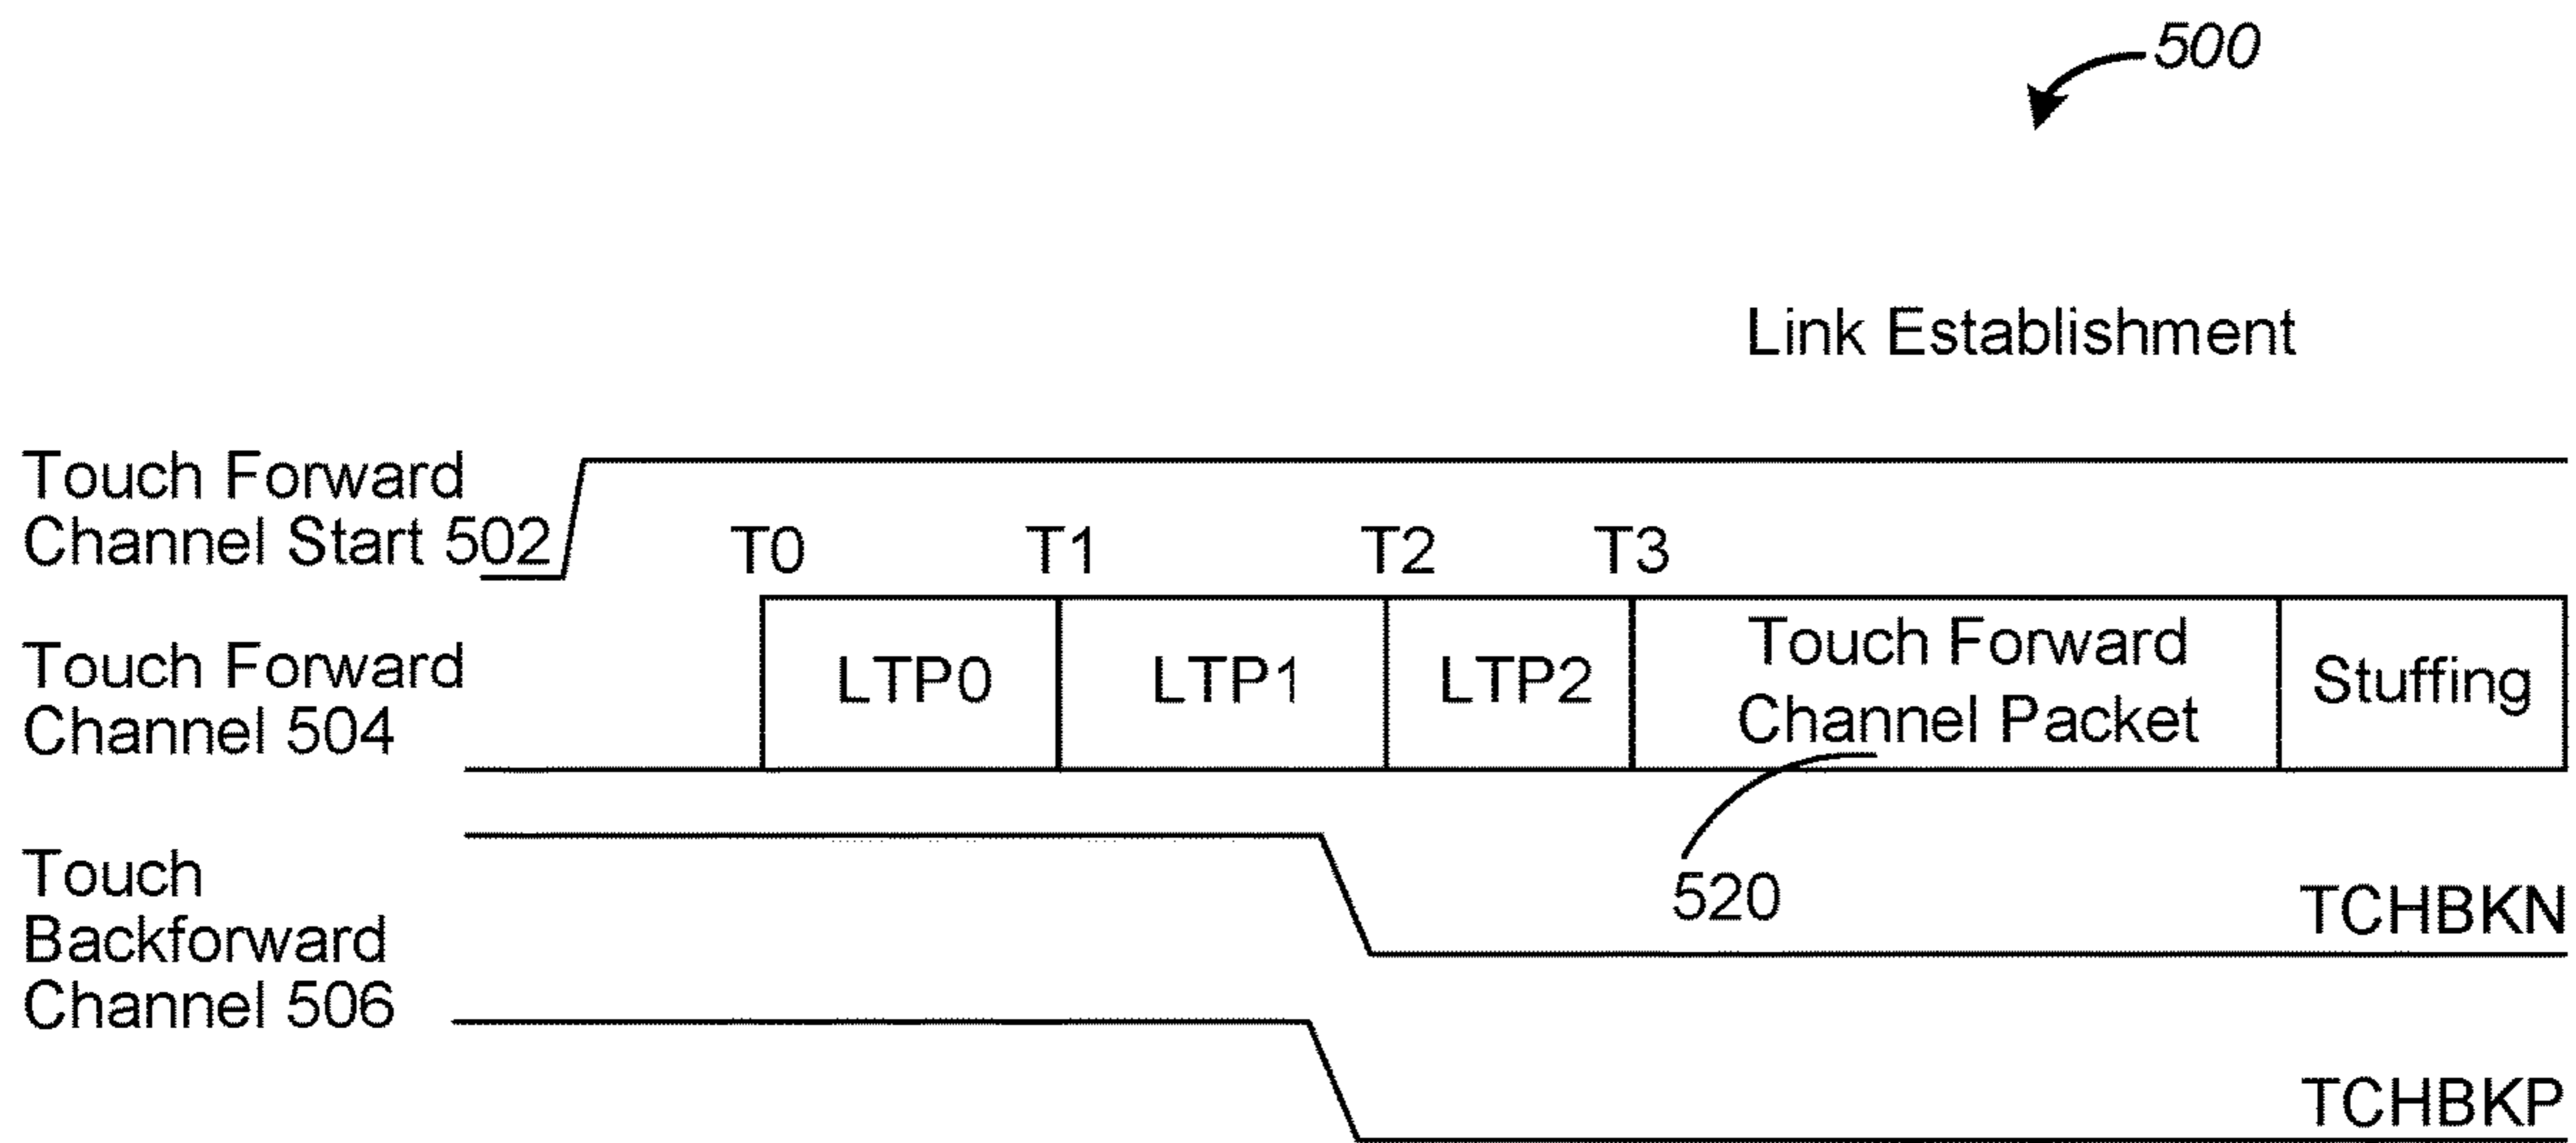 500
Link Establishment
Touch Forward
Channel Start 502
T0 T1 T2 T3
Touch Forward
Channel 504
LTP0 LTP1 LTP2
Touch Forward
Channel Packet
Stuffing
520
Touch
Backforward
Channel 506
TCHBKN
TCHBKP